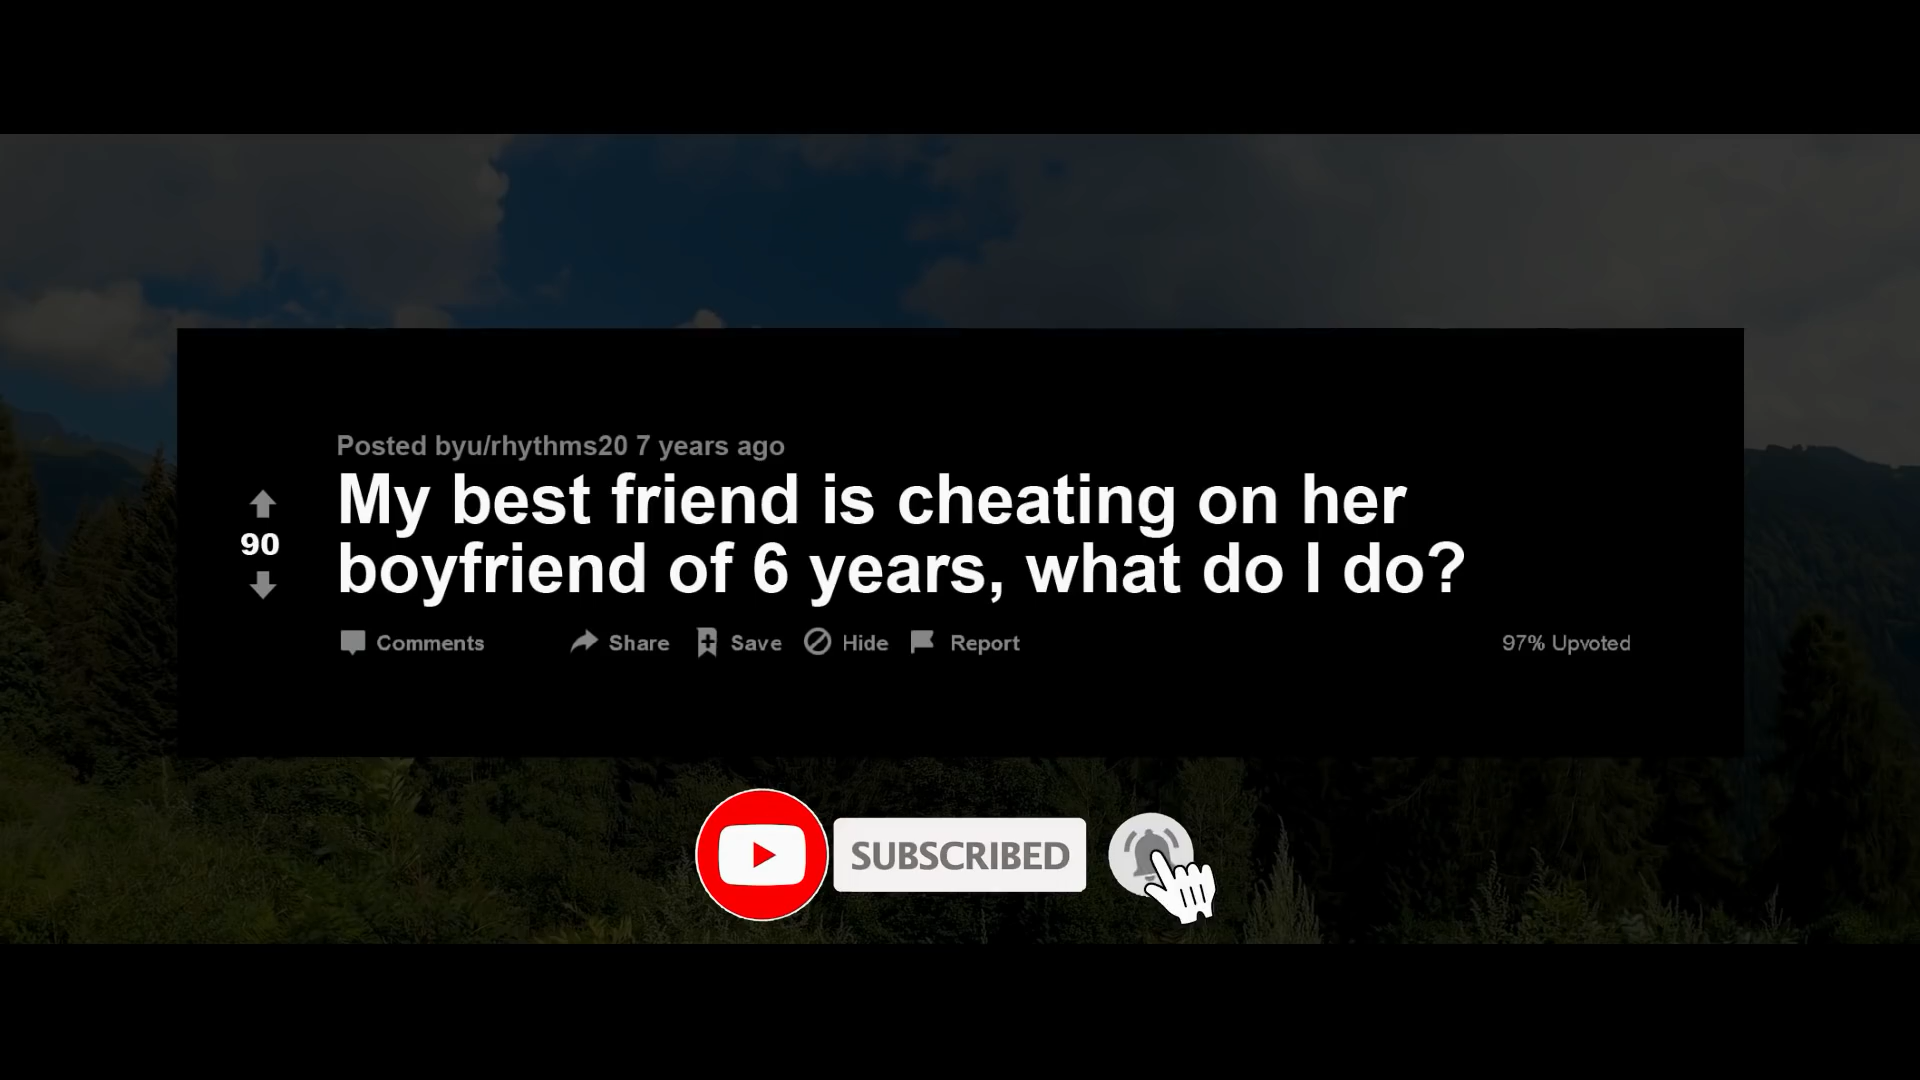 Posted byu/rhythms20 7 years ago
My best friend is cheating on her
90
boyfriend of 6 years, what do I do?
Comments Share Save Hide Report 97% Upvoted
SUBSCRIBED